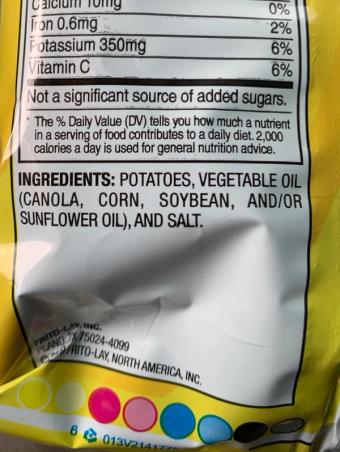 Calcium 10mg 0%
Iron 0.6mg 2%
Potassium 350mg 6%
Vitamin C 6%
Not a significant source of added sugars.
* The % Daily Value (DV) tells you how much a nutrient
in a serving of food contributes to a daily diet. 2,000
calories a day is used for general nutrition advice.
INGREDIENTS: POTATOES, VEGETABLE OIL
(CANOLA, CORN, SOYBEAN, AND/OR
SUNFLOWER OIL), AND SALT.
FRITO-LAY, INC.
PLANO, TX 75024-4099
FRITO-LAY, NORTH AMERICA, INC.
6